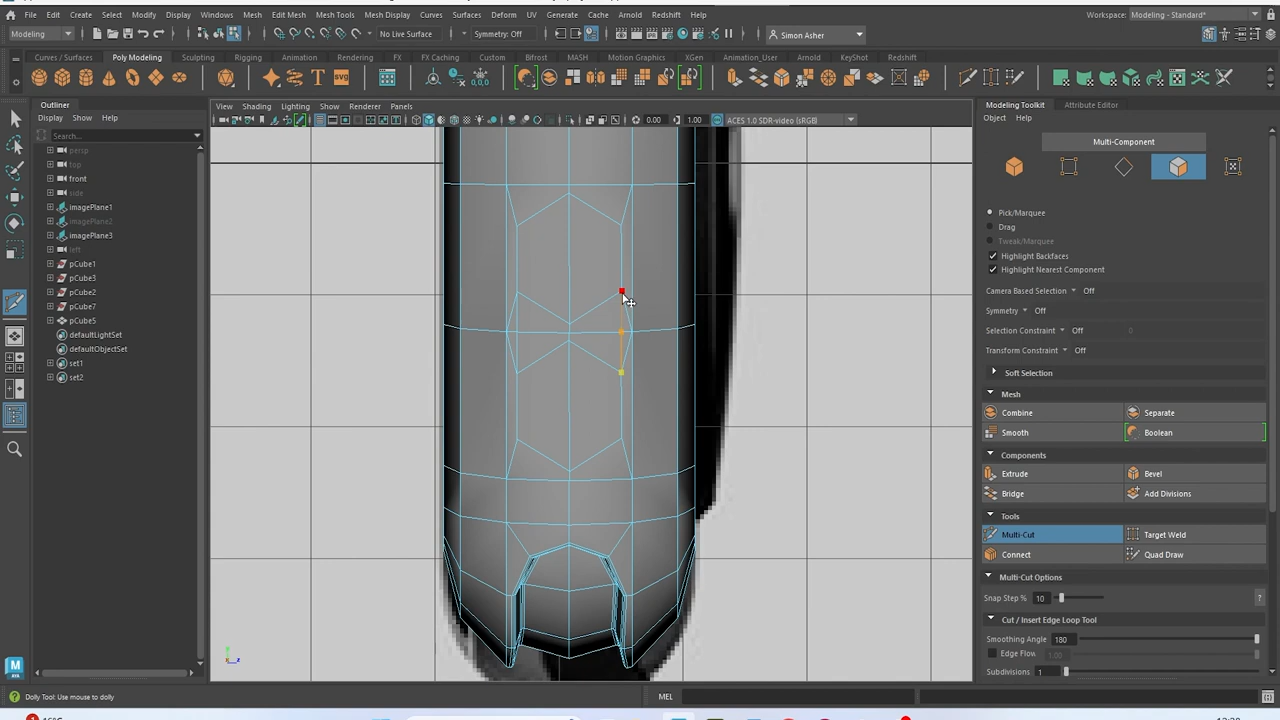 File Edit Create Select Modify Display Windows Mesh Edit Mesh Mesh Tools Mesh Display Curves Surfaces Deform UV Generate Cache Arnold Redshift Help Workspace: Modeling - Standard*
Modeling No Live Surface Symmetry: Off Simon Asher
Curves / Surfaces Poly Modeling Sculpting Rigging Animation Rendering FX FX Caching Custom Bifrost MASH Motion Graphics XGen Animation_User Arnold KeyShot Redshift
SVG
Outliner
Display Show Help
Search...
persp
top
front
side
imagePlane1
imagePlane2
imagePlane3
left
pCube1
pCube3
pCube2
pCube7
pCube5
defaultLightSet
defaultObjectSet
set1
set2
View Shading Lighting Show Renderer Panels
0.00 1.00 ACES 1.0 SDR-video (sRGB)
Modeling Toolkit Attribute Editor
Object Help
Multi-Component
Pick/Marquee
Drag
Tweak/Marquee
Highlight Backfaces
Highlight Nearest Component
Camera Based Selection Off
Symmetry Off
Selection Constraint Off 0
Transform Constraint Off
Soft Selection
Mesh
Combine Separate
Smooth Boolean
Components
Extrude Bevel
Bridge Add Divisions
Tools
Multi-Cut Target Weld
Connect Quad Draw
Multi-Cut Options
Snap Step % 10 ?
Cut / Insert Edge Loop Tool
Smoothing Angle 180
Edge Flow 1.00
Subdivisions 1
Dolly Tool: Use mouse to dolly MEL